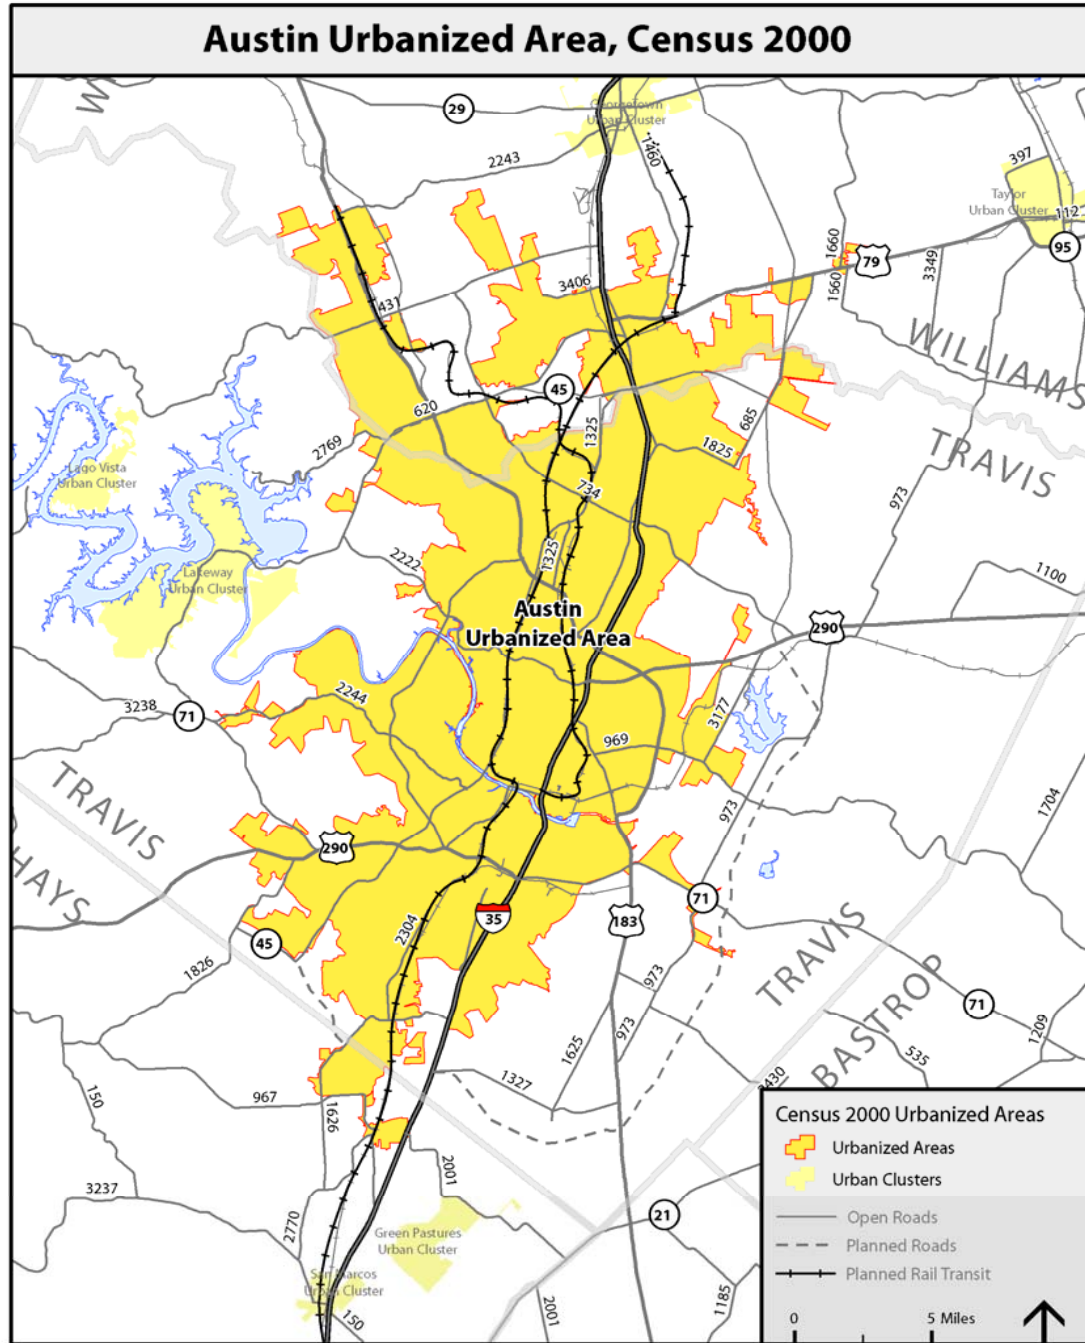 Austin Urbanized Area, Census 2000
W
29
Georgetown
Urban Cluster
2243
1460
397
Taylor
Urban Cluster
112
95
1660
79
3349
1660
3406
431
WILLIAMS
45
620
1325
685
1825
TRAVIS
2769
Lago Vista
Urban Cluster
734
973
1325
2222
1100
Lakeway
Urban Cluster
Austin
Urbanized Area
290
2244
3238
71
3177
969
TRAVIS
973
1704
290
HAYS
71
35
183
2304
45
1826
TRAVIS
973
71
BASTROP
973
1625
1209
535
150
967
1626
1327
Census 2000 Urbanized Areas
Urbanized Areas
Urban Clusters
Open Roads
Planned Roads
Planned Rail Transit
0
5 Miles
2001
3237
21
2770
Green Pastures
Urban Cluster
San Marcos
Urban Cluster
150
2001
1185